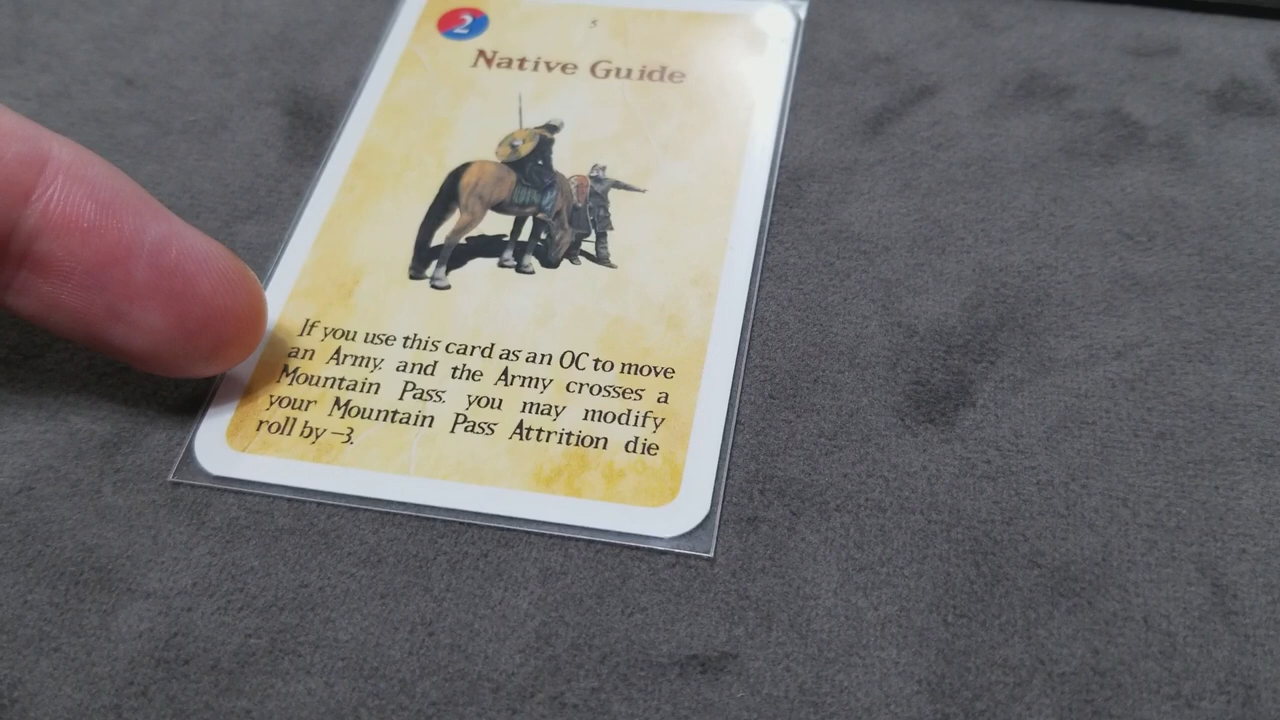 2
5
Native Guide
If you use this card as an OC to move
an Army, and the Army crosses a
Mountain Pass, you may modify
your Mountain Pass Attrition die
roll by –3.